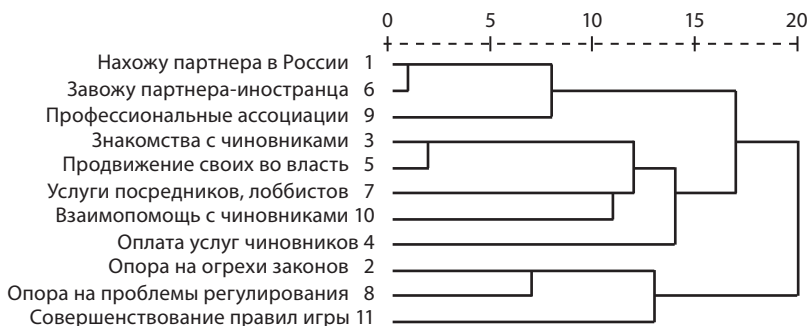 0 5 10 15 20
Нахожу партнера в России 1
Завожу партнера-иностранца 6
Профессиональные ассоциации 9
Знакомства с чиновниками 3
Продвижение своих во власть 5
Услуги посредников, лоббистов 7
Взаимопомощь с чиновниками 10
Оплата услуг чиновников 4
Опора на огрехи законов 2
Опора на проблемы регулирования 8
Совершенствование правил игры 11